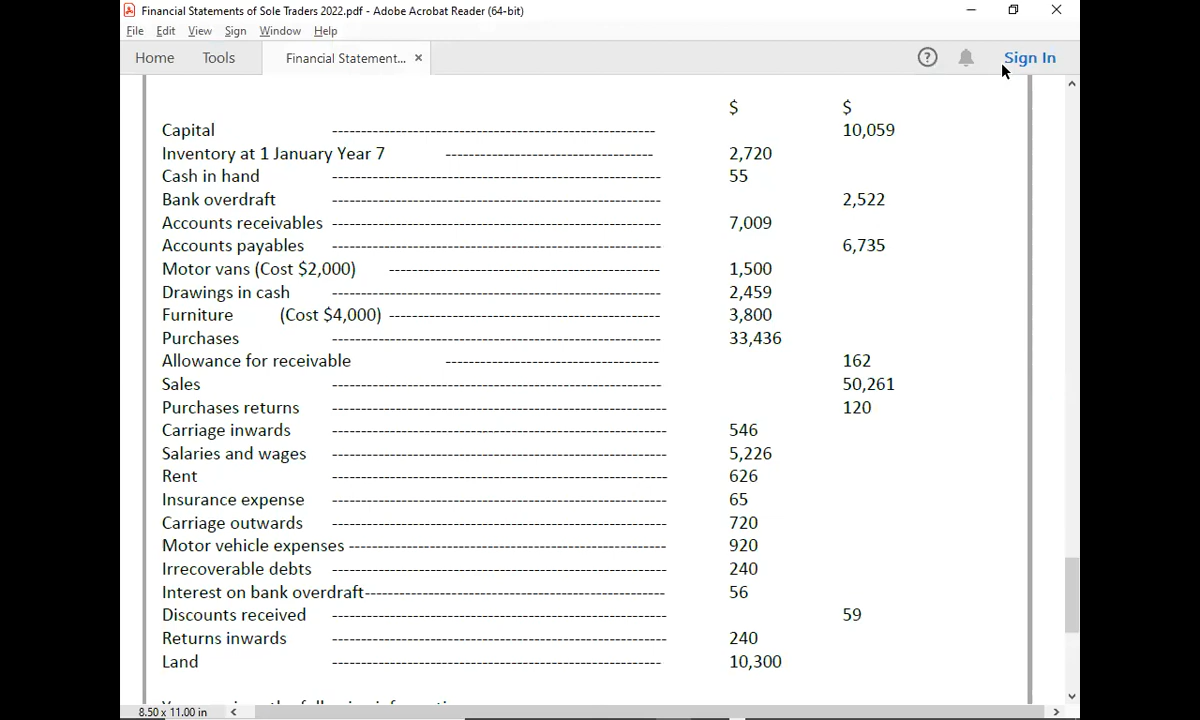 Financial Statements of Sole Traders 2022.pdf - Adobe Acrobat Reader (64-bit)
File Edit View Sign Window Help
Home Tools Financial Statement... × Sign In
$ $
Capital ------------------------------------------------------- 10,059
Inventory at 1 January Year 7 ----------------------------------- 2,720
Cash in hand -------------------------------------------------------- 55
Bank overdraft -------------------------------------------------------- 2,522
Accounts receivables -------------------------------------------------------- 7,009
Accounts payables -------------------------------------------------------- 6,735
Motor vans (Cost $2,000) ---------------------------------------------- 1,500
Drawings in cash -------------------------------------------------------- 2,459
Furniture (Cost $4,000) ---------------------------------------------- 3,800
Purchases -------------------------------------------------------- 33,436
Allowance for receivable ------------------------------------ 162
Sales -------------------------------------------------------- 50,261
Purchases returns --------------------------------------------------------- 120
Carriage inwards --------------------------------------------------------- 546
Salaries and wages --------------------------------------------------------- 5,226
Rent --------------------------------------------------------- 626
Insurance expense --------------------------------------------------------- 65
Carriage outwards --------------------------------------------------------- 720
Motor vehicle expenses ------------------------------------------------------ 920
Irrecoverable debts --------------------------------------------------------- 240
Interest on bank overdraft--------------------------------------------------- 56
Discounts received --------------------------------------------------------- 59
Returns inwards --------------------------------------------------------- 240
Land -------------------------------------------------------- 10,300
8.50 x 11.00 in